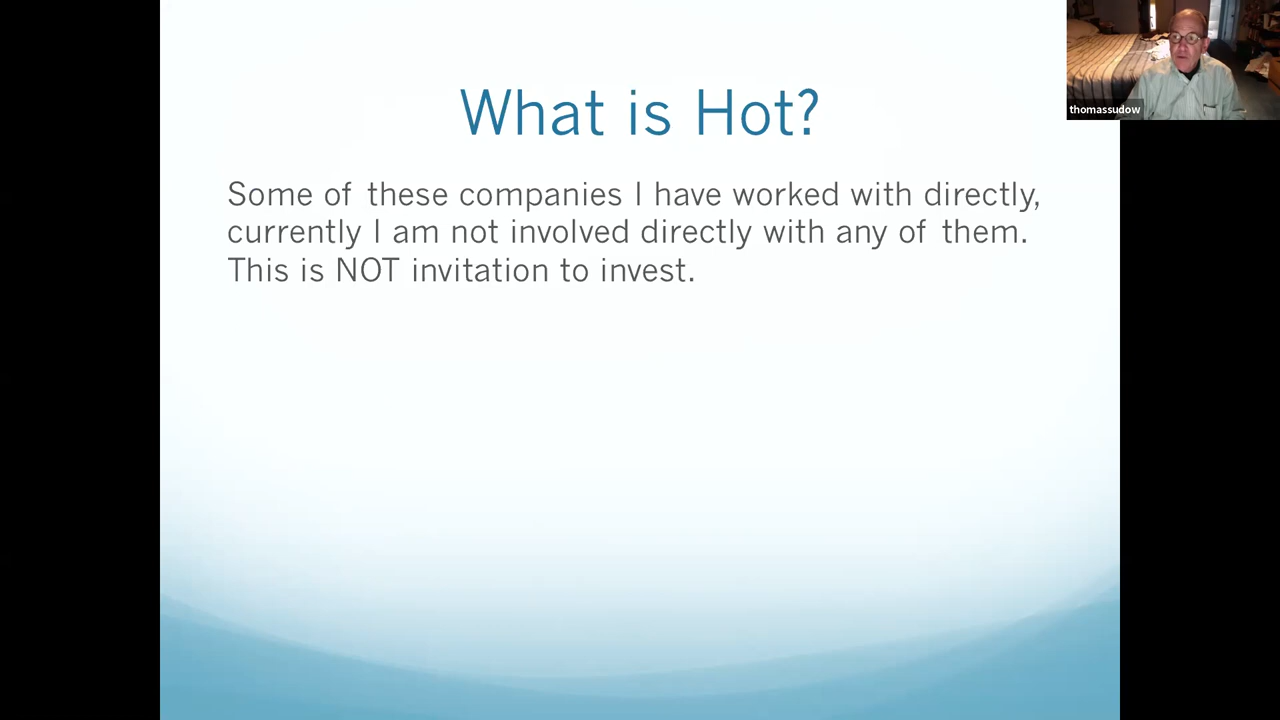 What is Hot?
thomassudow
Some of these companies I have worked with directly,
currently I am not involved directly with any of them.
This is NOT invitation to invest.